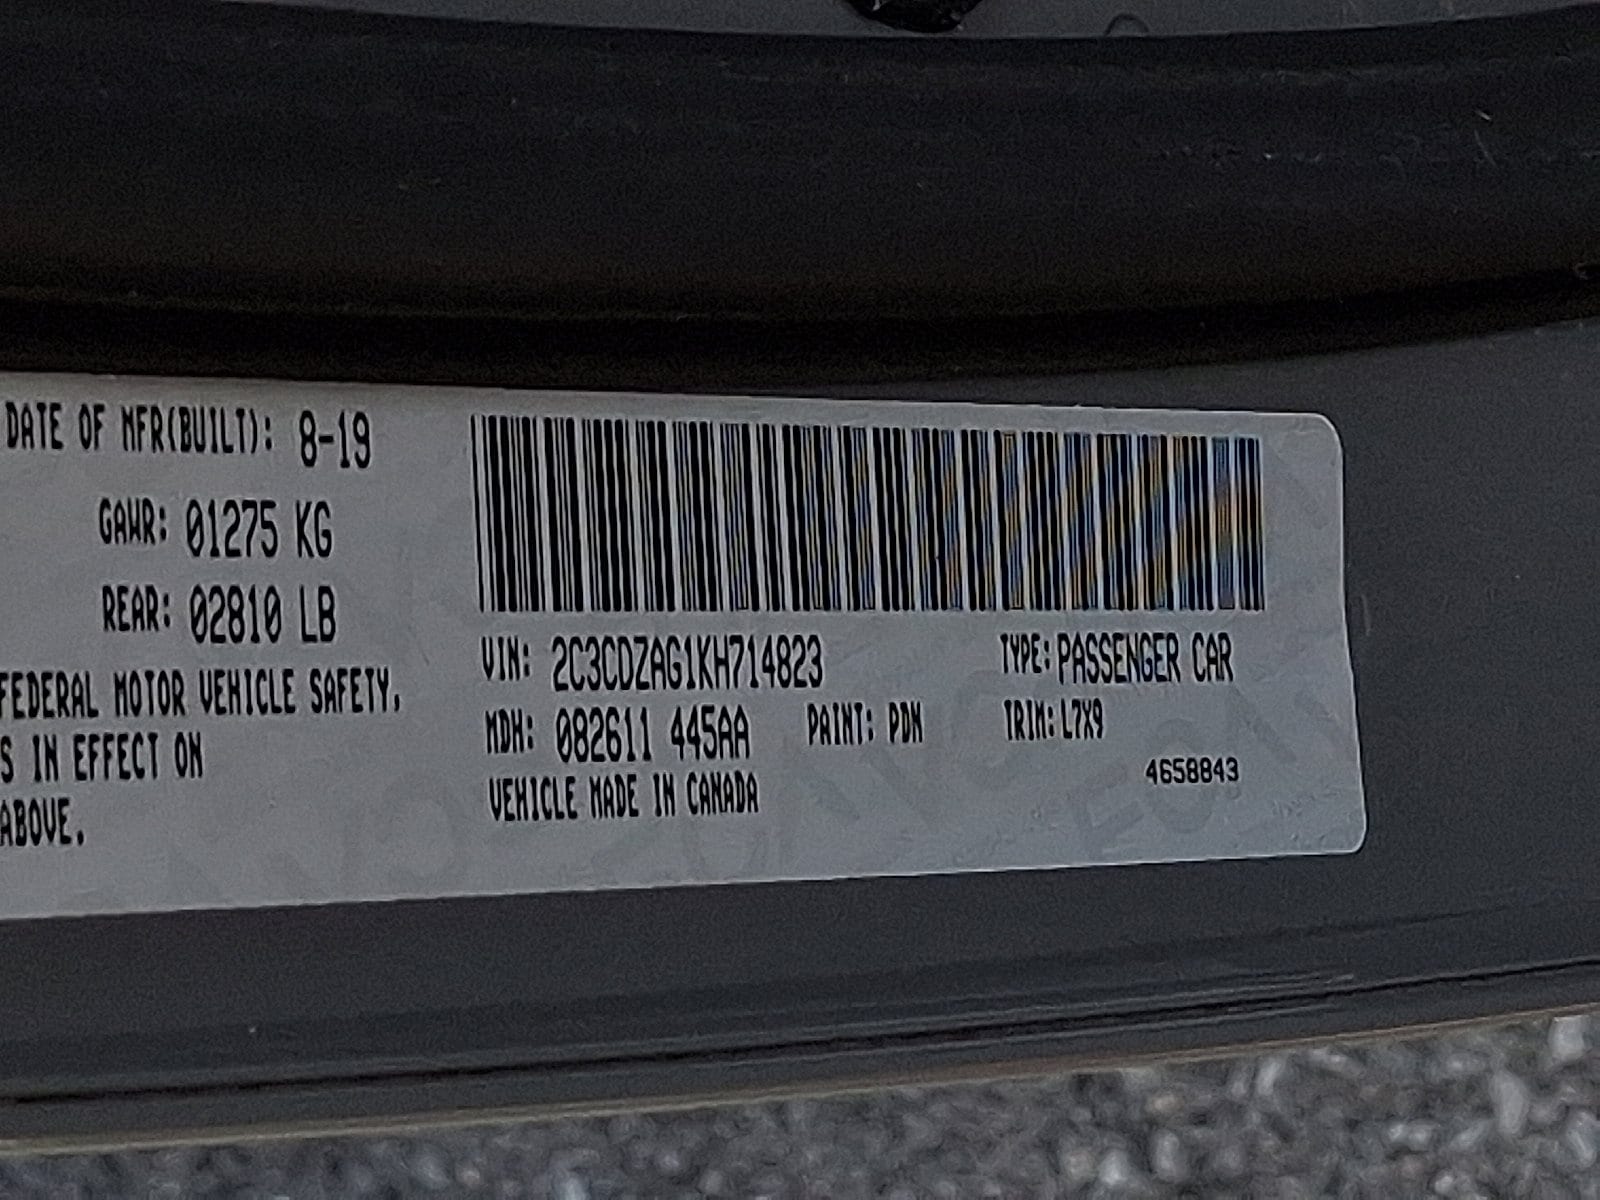 DATE OF MFR(BUILT): 8-19
GAWR: 01275 KG
REAR: 02810 LB
FEDERAL MOTOR VEHICLE SAFETY,
S IN EFFECT ON
ABOVE.
VIN: 2C3CDZAG1KH714823 TYPE: PASSENGER CAR
MDH: 082611 445AA PAINT: PDN TRIM: L7X9
VEHICLE MADE IN CANADA 4658843